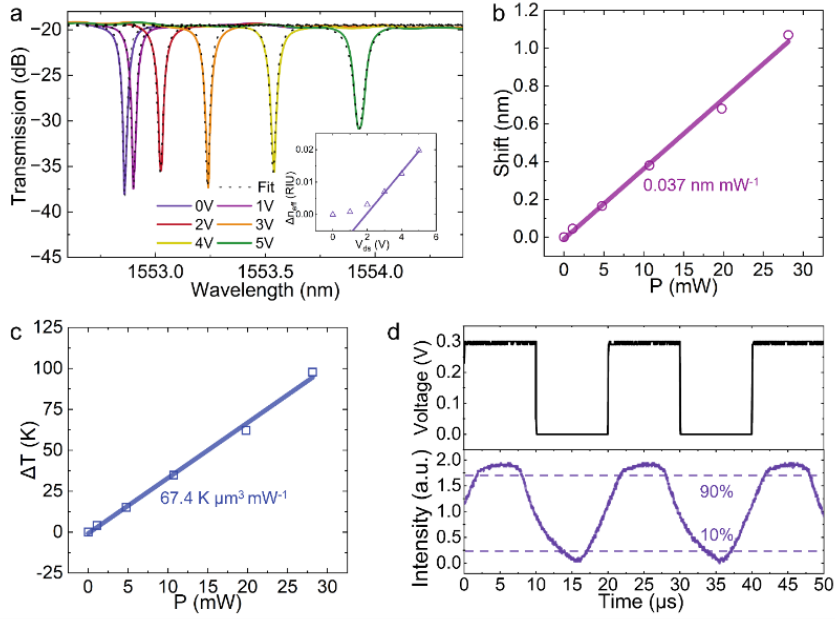 a
Transmission (dB)
−20
−25
−30
−35
−40
−45
Fit
0V 1V
2V 3V
4V 5V
1553.0 1553.5 1554.0
Wavelength (nm)
Δn_eff (RIU)
0.02
0.01
0.00
0 2 4 6
V_ds (V)
b
Shift (nm)
1.2
1.0
0.8
0.6
0.4
0.2
0.0
0.037 nm mW⁻¹
0 5 10 15 20 25 30
P (mW)
c
ΔT (K)
125
100
75
50
25
0
-25
67.4 K μm³ mW⁻¹
0 5 10 15 20 25 30
P (mW)
d
Voltage (V)
0.3
0.2
0.1
0.0
Intensity (a.u.)
2.0
1.5
1.0
0.5
0.0
90%
10%
0 5 10 15 20 25 30 35 40 45 50
Time (μs)